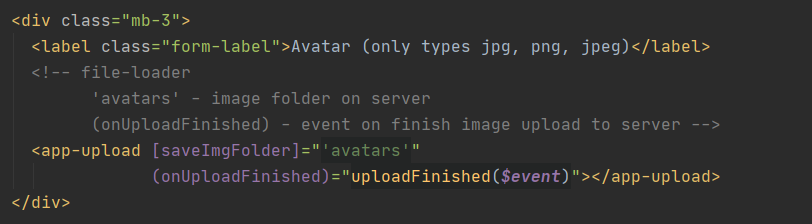 <div class="mb-3">
<label class="form-label">Avatar (only types jpg, png, jpeg)</label>
<!-- file-loader
'avatars' - image folder on server
(onUploadFinished) - event on finish image upload to server -->
<app-upload [saveImgFolder]="'avatars'"
(onUploadFinished)="uploadFinished($event)"></app-upload>
</div>